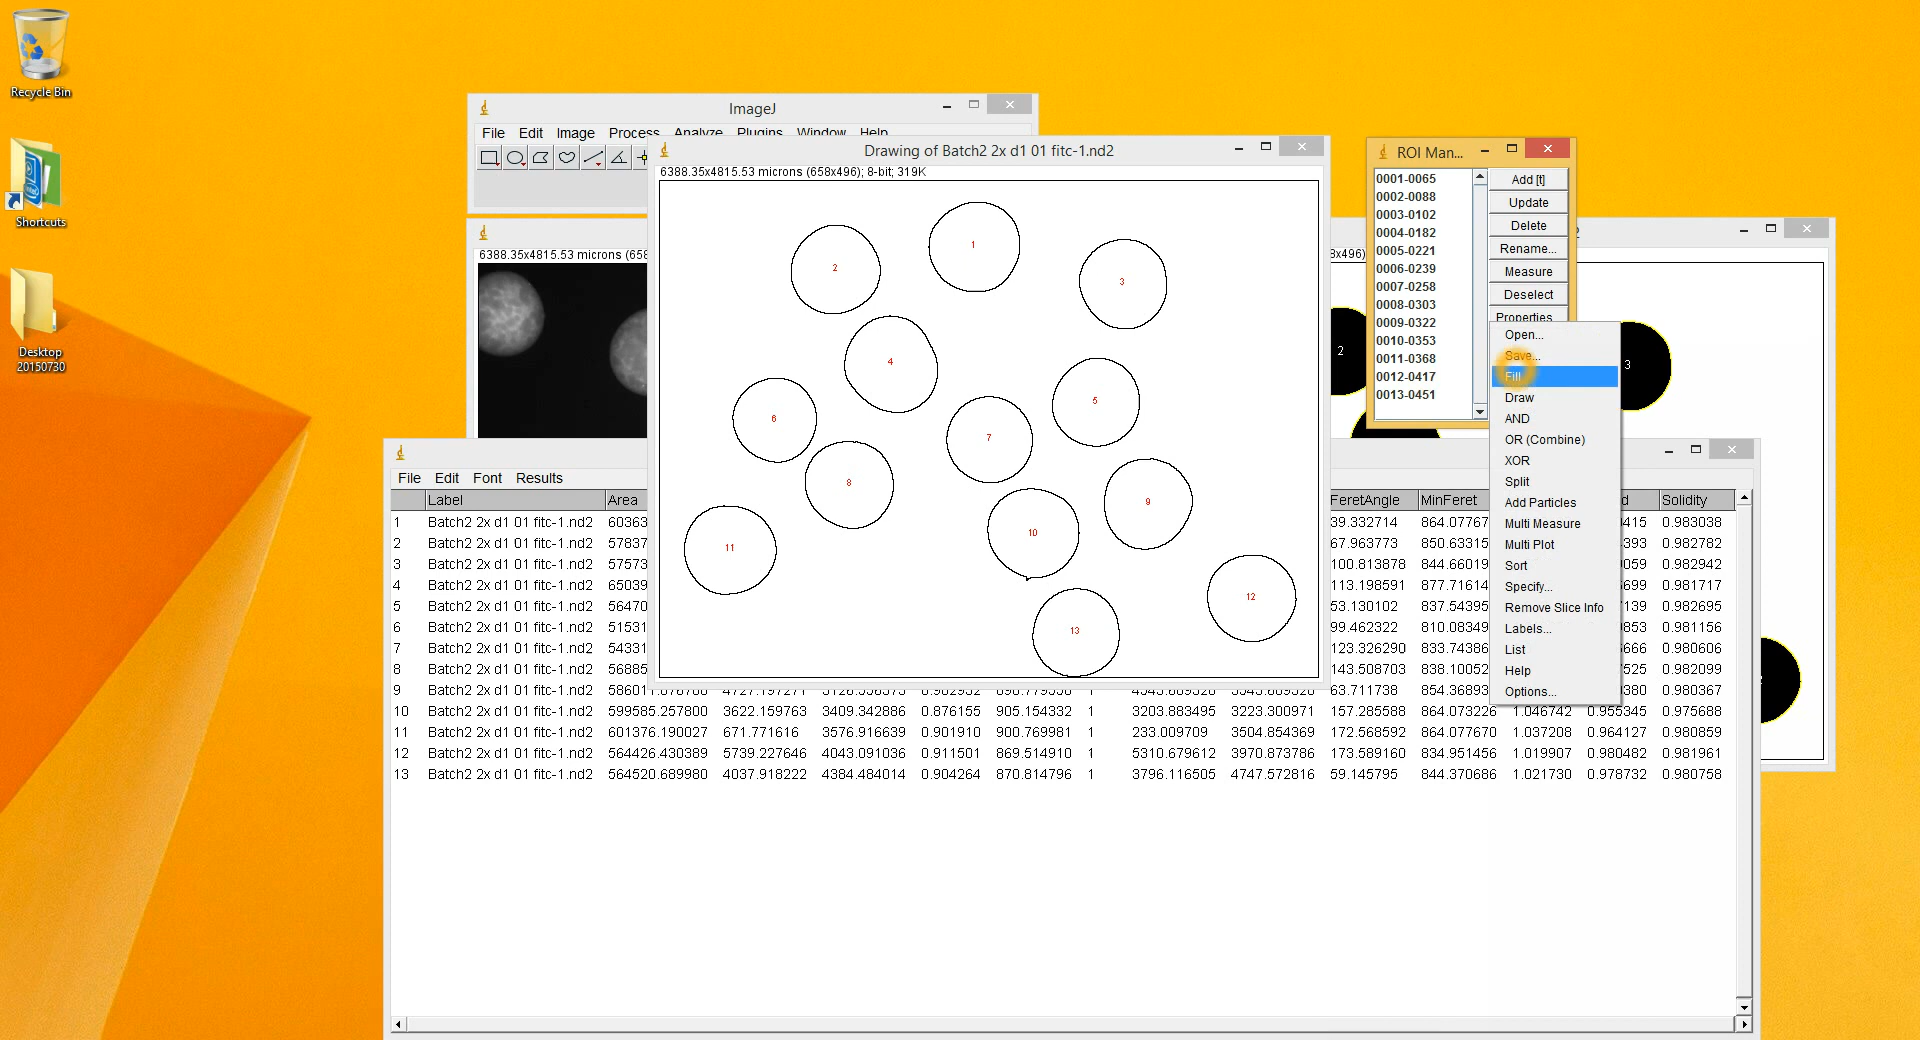 Recycle Bin
Shortcuts
Desktop
20150730
ImageJ
File Edit Image Process Analyze Plugins Window Help
Drawing of Batch2 2x d1 01 fitc-1.nd2
6388.35x4815.53 microns (658x496); 8-bit; 319K
1
2
3
4
5
6
7
8
9
10
11
12
13
6388.35x4815.53 microns (658
8x496)
2
3
ROI Man...
0001-0065
0002-0088
0003-0102
0004-0182
0005-0221
0006-0239
0007-0258
0008-0303
0009-0322
0010-0353
0011-0368
0012-0417
0013-0451
Add [t]
Update
Delete
Rename...
Measure
Deselect
Properties...
Open...
Save...
Fill
Draw
AND
OR (Combine)
XOR
Split
Add Particles
Multi Measure
Multi Plot
Sort
Specify...
Remove Slice Info
Labels...
List
Help
Options...
File Edit Font Results
Label Area FeretAngle MinFeret d Solidity
1 Batch2 2x d1 01 fitc-1.nd2 60363 39.332714 864.07767 415 0.983038
2 Batch2 2x d1 01 fitc-1.nd2 57837 67.963773 850.63315 393 0.982782
3 Batch2 2x d1 01 fitc-1.nd2 57573 100.813878 844.66019 059 0.982942
4 Batch2 2x d1 01 fitc-1.nd2 65039 113.198591 877.71614 699 0.981717
5 Batch2 2x d1 01 fitc-1.nd2 56470 53.130102 837.54395 139 0.982695
6 Batch2 2x d1 01 fitc-1.nd2 51531 99.462322 810.08349 853 0.981156
7 Batch2 2x d1 01 fitc-1.nd2 54331 123.326290 833.74386 666 0.980606
8 Batch2 2x d1 01 fitc-1.nd2 56885 143.508703 838.10052 525 0.982099
9 Batch2 2x d1 01 fitc-1.nd2 63.711738 854.36893 380 0.980367
10 Batch2 2x d1 01 fitc-1.nd2 599585.257800 3622.159763 3409.342886 0.876155 905.154332 1 3203.883495 3223.300971 157.285588 864.073226 1.046742 0.955345 0.975688
11 Batch2 2x d1 01 fitc-1.nd2 601376.190027 671.771616 3576.916639 0.901910 900.769981 1 233.009709 3504.854369 172.568592 864.077670 1.037208 0.964127 0.980859
12 Batch2 2x d1 01 fitc-1.nd2 564426.430389 5739.227646 4043.091036 0.911501 869.514910 1 5310.679612 3970.873786 173.589160 834.951456 1.019907 0.980482 0.981961
13 Batch2 2x d1 01 fitc-1.nd2 564520.689980 4037.918222 4384.484014 0.904264 870.814796 1 3796.116505 4747.572816 59.145795 844.370686 1.021730 0.978732 0.980758